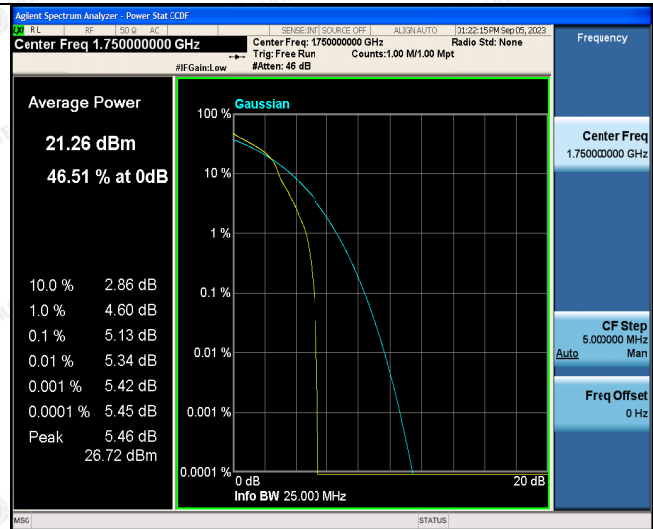 Agilent Spectrum Analyzer - Power Stat CCDF
LXI RL RF 50 Ω AC SENSE:INT SOURCE OFF ALIGN AUTO 01:22:15 PM Sep 05, 2023
Center Freq 1.750000000 GHz
Center Freq: 1.750000000 GHz
Radio Std: None
Trig: Free Run
Counts:1.00 M/1.00 Mpt
#IFGain:Low
#Atten: 46 dB
Frequency
Average Power
21.26 dBm
46.51 % at 0dB
10.0 % 2.86 dB
1.0 % 4.60 dB
0.1 % 5.13 dB
0.01 % 5.34 dB
0.001 % 5.42 dB
0.0001 % 5.45 dB
Peak 5.46 dB
26.72 dBm
Gaussian
100 %
10 %
1 %
0.1 %
0.01 %
0.001 %
0.0001 %
0 dB
20 dB
Info BW 25.000 MHz
Center Freq
1.750000000 GHz
CF Step
5.000000 MHz
Auto Man
Freq Offset
0 Hz
MSG
STATUS